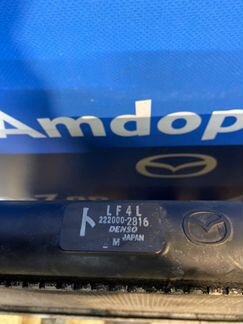 Amdop
LF4L
222000-2816
DENSO
JAPAN
M